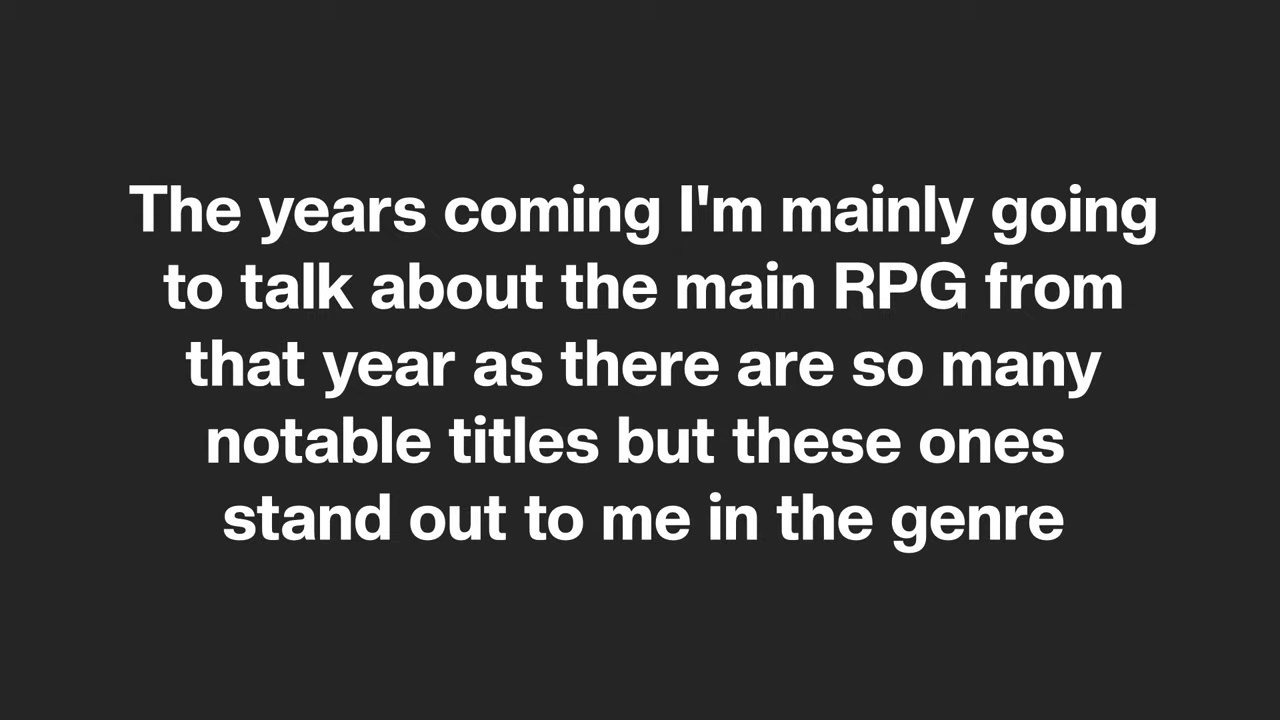 The years coming I'm mainly going
to talk about the main RPG from
that year as there are so many
notable titles but these ones
stand out to me in the genre